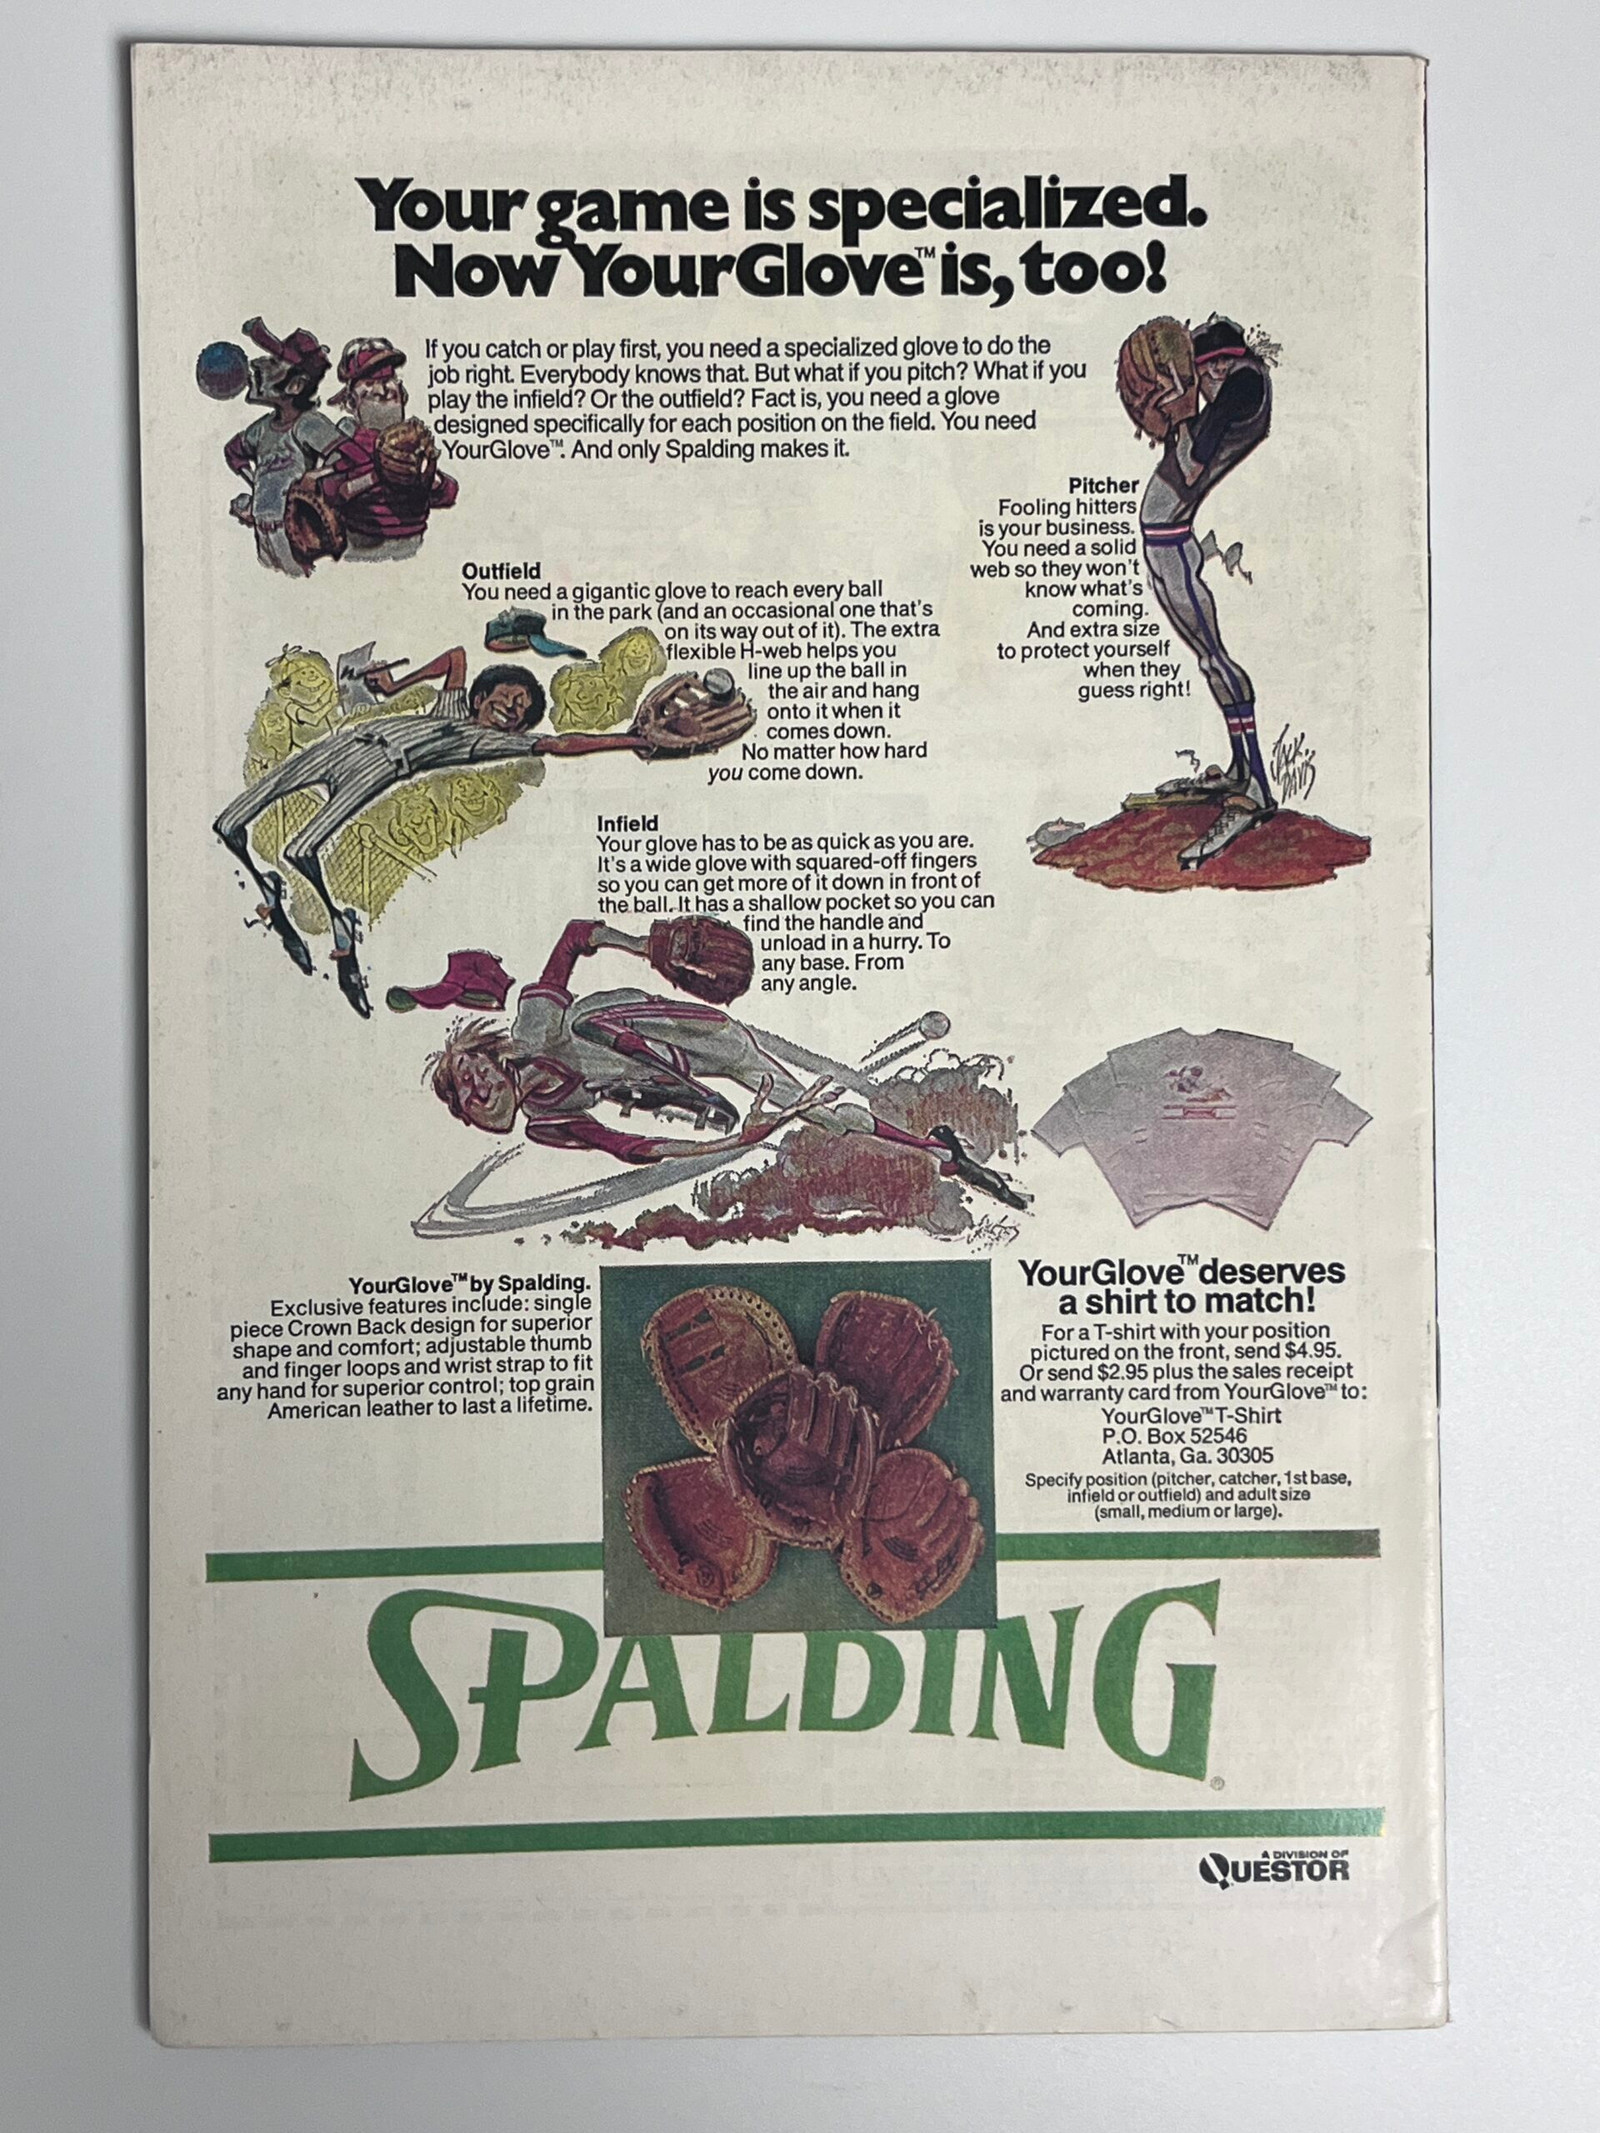 Your game is specialized.
Now YourGlove™ is, too!
If you catch or play first, you need a specialized glove to do the
job right. Everybody knows that. But what if you pitch? What if you
play the infield? Or the outfield? Fact is, you need a glove
designed specifically for each position on the field. You need
YourGlove™. And only Spalding makes it.
Pitcher
Fooling hitters
is your business.
You need a solid
web so they won't
know what's
coming.
And extra size
to protect yourself
when they
guess right!
JACK DAVIS
Outfield
You need a gigantic glove to reach every ball
in the park (and an occasional one that's
on its way out of it). The extra
flexible H-web helps you
line up the ball in
the air and hang
onto it when it
comes down.
No matter how hard
you come down.
Infield
Your glove has to be as quick as you are.
It's a wide glove with squared-off fingers
so you can get more of it down in front of
the ball. It has a shallow pocket so you can
find the handle and
unload in a hurry. To
any base. From
any angle.
YourGlove™ by Spalding.
Exclusive features include: single
piece Crown Back design for superior
shape and comfort; adjustable thumb
and finger loops and wrist strap to fit
any hand for superior control; top grain
American leather to last a lifetime.
YourGlove™ deserves
a shirt to match!
For a T-shirt with your position
pictured on the front, send $4.95.
Or send $2.95 plus the sales receipt
and warranty card from YourGlove™ to:
YourGlove™ T-Shirt
P.O. Box 52546
Atlanta, Ga. 30305
Specify position (pitcher, catcher, 1st base,
infield or outfield) and adult size
(small, medium or large).
SPALDING®
A DIVISION OF
QUESTOR